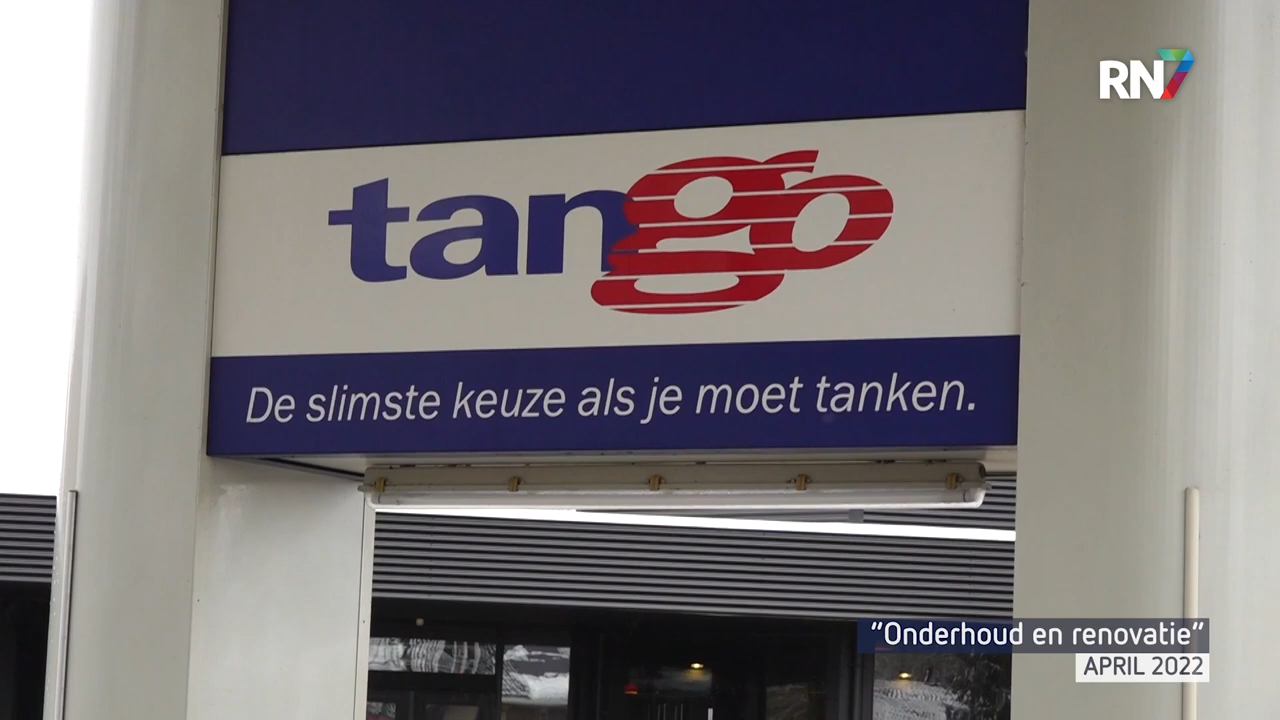 RN7
tango
De slimste keuze als je moet tanken.
"Onderhoud en renovatie"
APRIL 2022